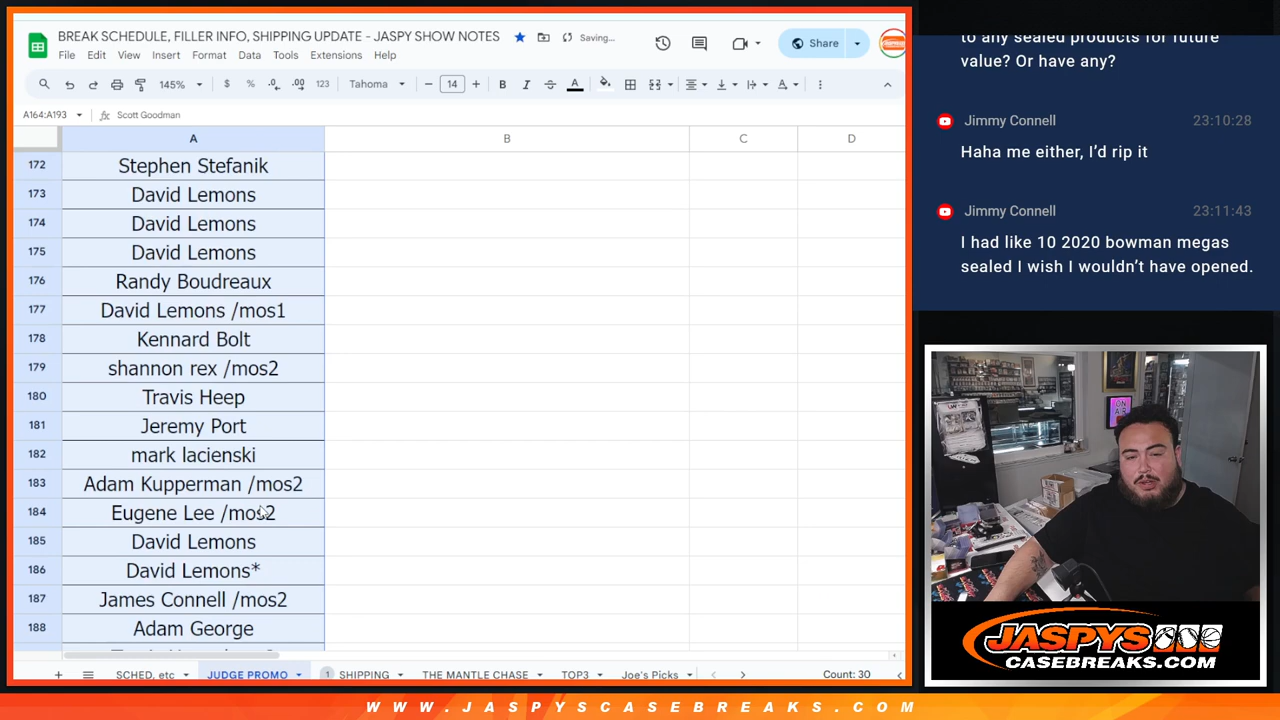 BREAK SCHEDULE, FILLER INFO, SHIPPING UPDATE - JASPY SHOW NOTES
Saving...
File Edit View Insert Format Data Tools Extensions Help
Share
145% $ % .0 .00 123 Tahoma 14 B I A
A164:A193 fx Scott Goodman
A B C D
172 Stephen Stefanik
173 David Lemons
174 David Lemons
175 David Lemons
176 Randy Boudreaux
177 David Lemons /mos1
178 Kennard Bolt
179 shannon rex /mos2
180 Travis Heep
181 Jeremy Port
182 mark lacienski
183 Adam Kupperman /mos2
184 Eugene Lee /mos2
185 David Lemons
186 David Lemons*
187 James Connell /mos2
188 Adam George
SCHED, etc JUDGE PROMO 1 SHIPPING THE MANTLE CHASE TOP3 Joe's Picks Count: 30
to any sealed products for future
value? Or have any?
Jimmy Connell 23:10:28
Haha me either, I'd rip it
Jimmy Connell 23:11:43
I had like 10 2020 bowman megas
sealed I wish I wouldn't have opened.
ON AIR
JASPYS
CASEBREAKS.COM
WWW.JASPYSCASEBREAKS.COM